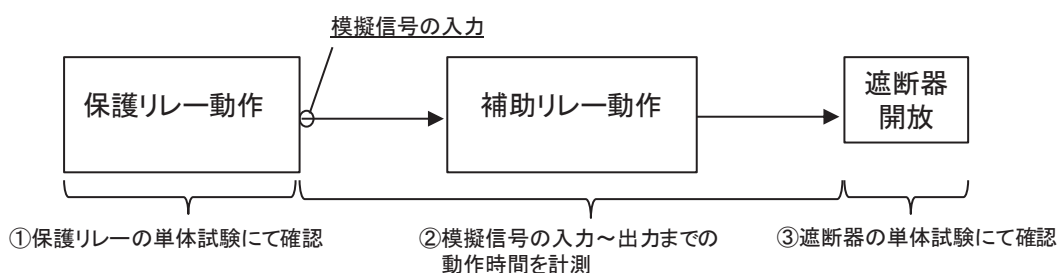 模擬信号の入力
保護リレー動作
補助リレー動作
遮断器
開放
①保護リレーの単体試験にて確認
②模擬信号の入力～出力までの
動作時間を計測
③遮断器の単体試験にて確認